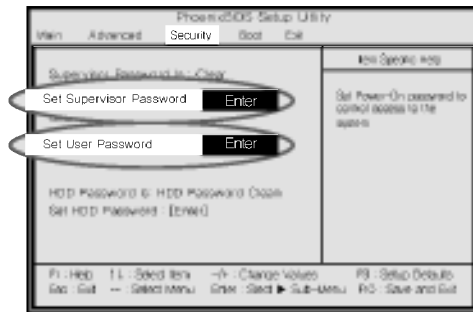 PhoenixBIOS Setup Utility
Main Advanced Security Boot Exit
Item Specific Help
Supervisor Password Is : Clear
Set Supervisor Password Enter
Set Power-On password to
control access to the
system
Set User Password Enter
HDD Password is HDD Password
Set HDD Password : [Enter]
F1 : Help ↑↓ : Select Item -/+ : Change Values F9 : Setup Defaults
Esc : Exit ↔ : Select Menu Enter : Select ▶ Sub-Menu F10 : Save and Exit